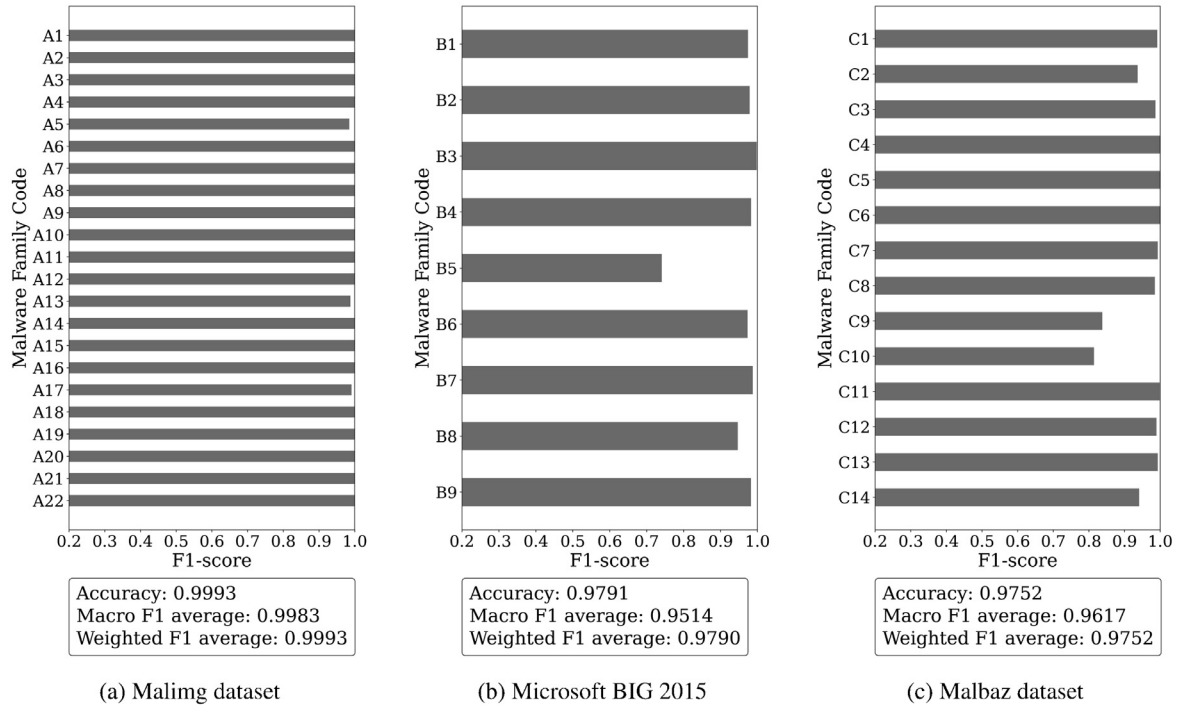 Malware Family Code
A1
A2
A3
A4
A5
A6
A7
A8
A9
A10
A11
A12
A13
A14
A15
A16
A17
A18
A19
A20
A21
A22
0.2 0.3 0.4 0.5 0.6 0.7 0.8 0.9 1.0
F1-score
Accuracy: 0.9993
Macro F1 average: 0.9983
Weighted F1 average: 0.9993
(a) Malimg dataset
Malware Family Code
B1
B2
B3
B4
B5
B6
B7
B8
B9
0.2 0.3 0.4 0.5 0.6 0.7 0.8 0.9 1.0
F1-score
Accuracy: 0.9791
Macro F1 average: 0.9514
Weighted F1 average: 0.9790
(b) Microsoft BIG 2015
Malware Family Code
C1
C2
C3
C4
C5
C6
C7
C8
C9
C10
C11
C12
C13
C14
0.2 0.3 0.4 0.5 0.6 0.7 0.8 0.9 1.0
F1-score
Accuracy: 0.9752
Macro F1 average: 0.9617
Weighted F1 average: 0.9752
(c) Malbaz dataset